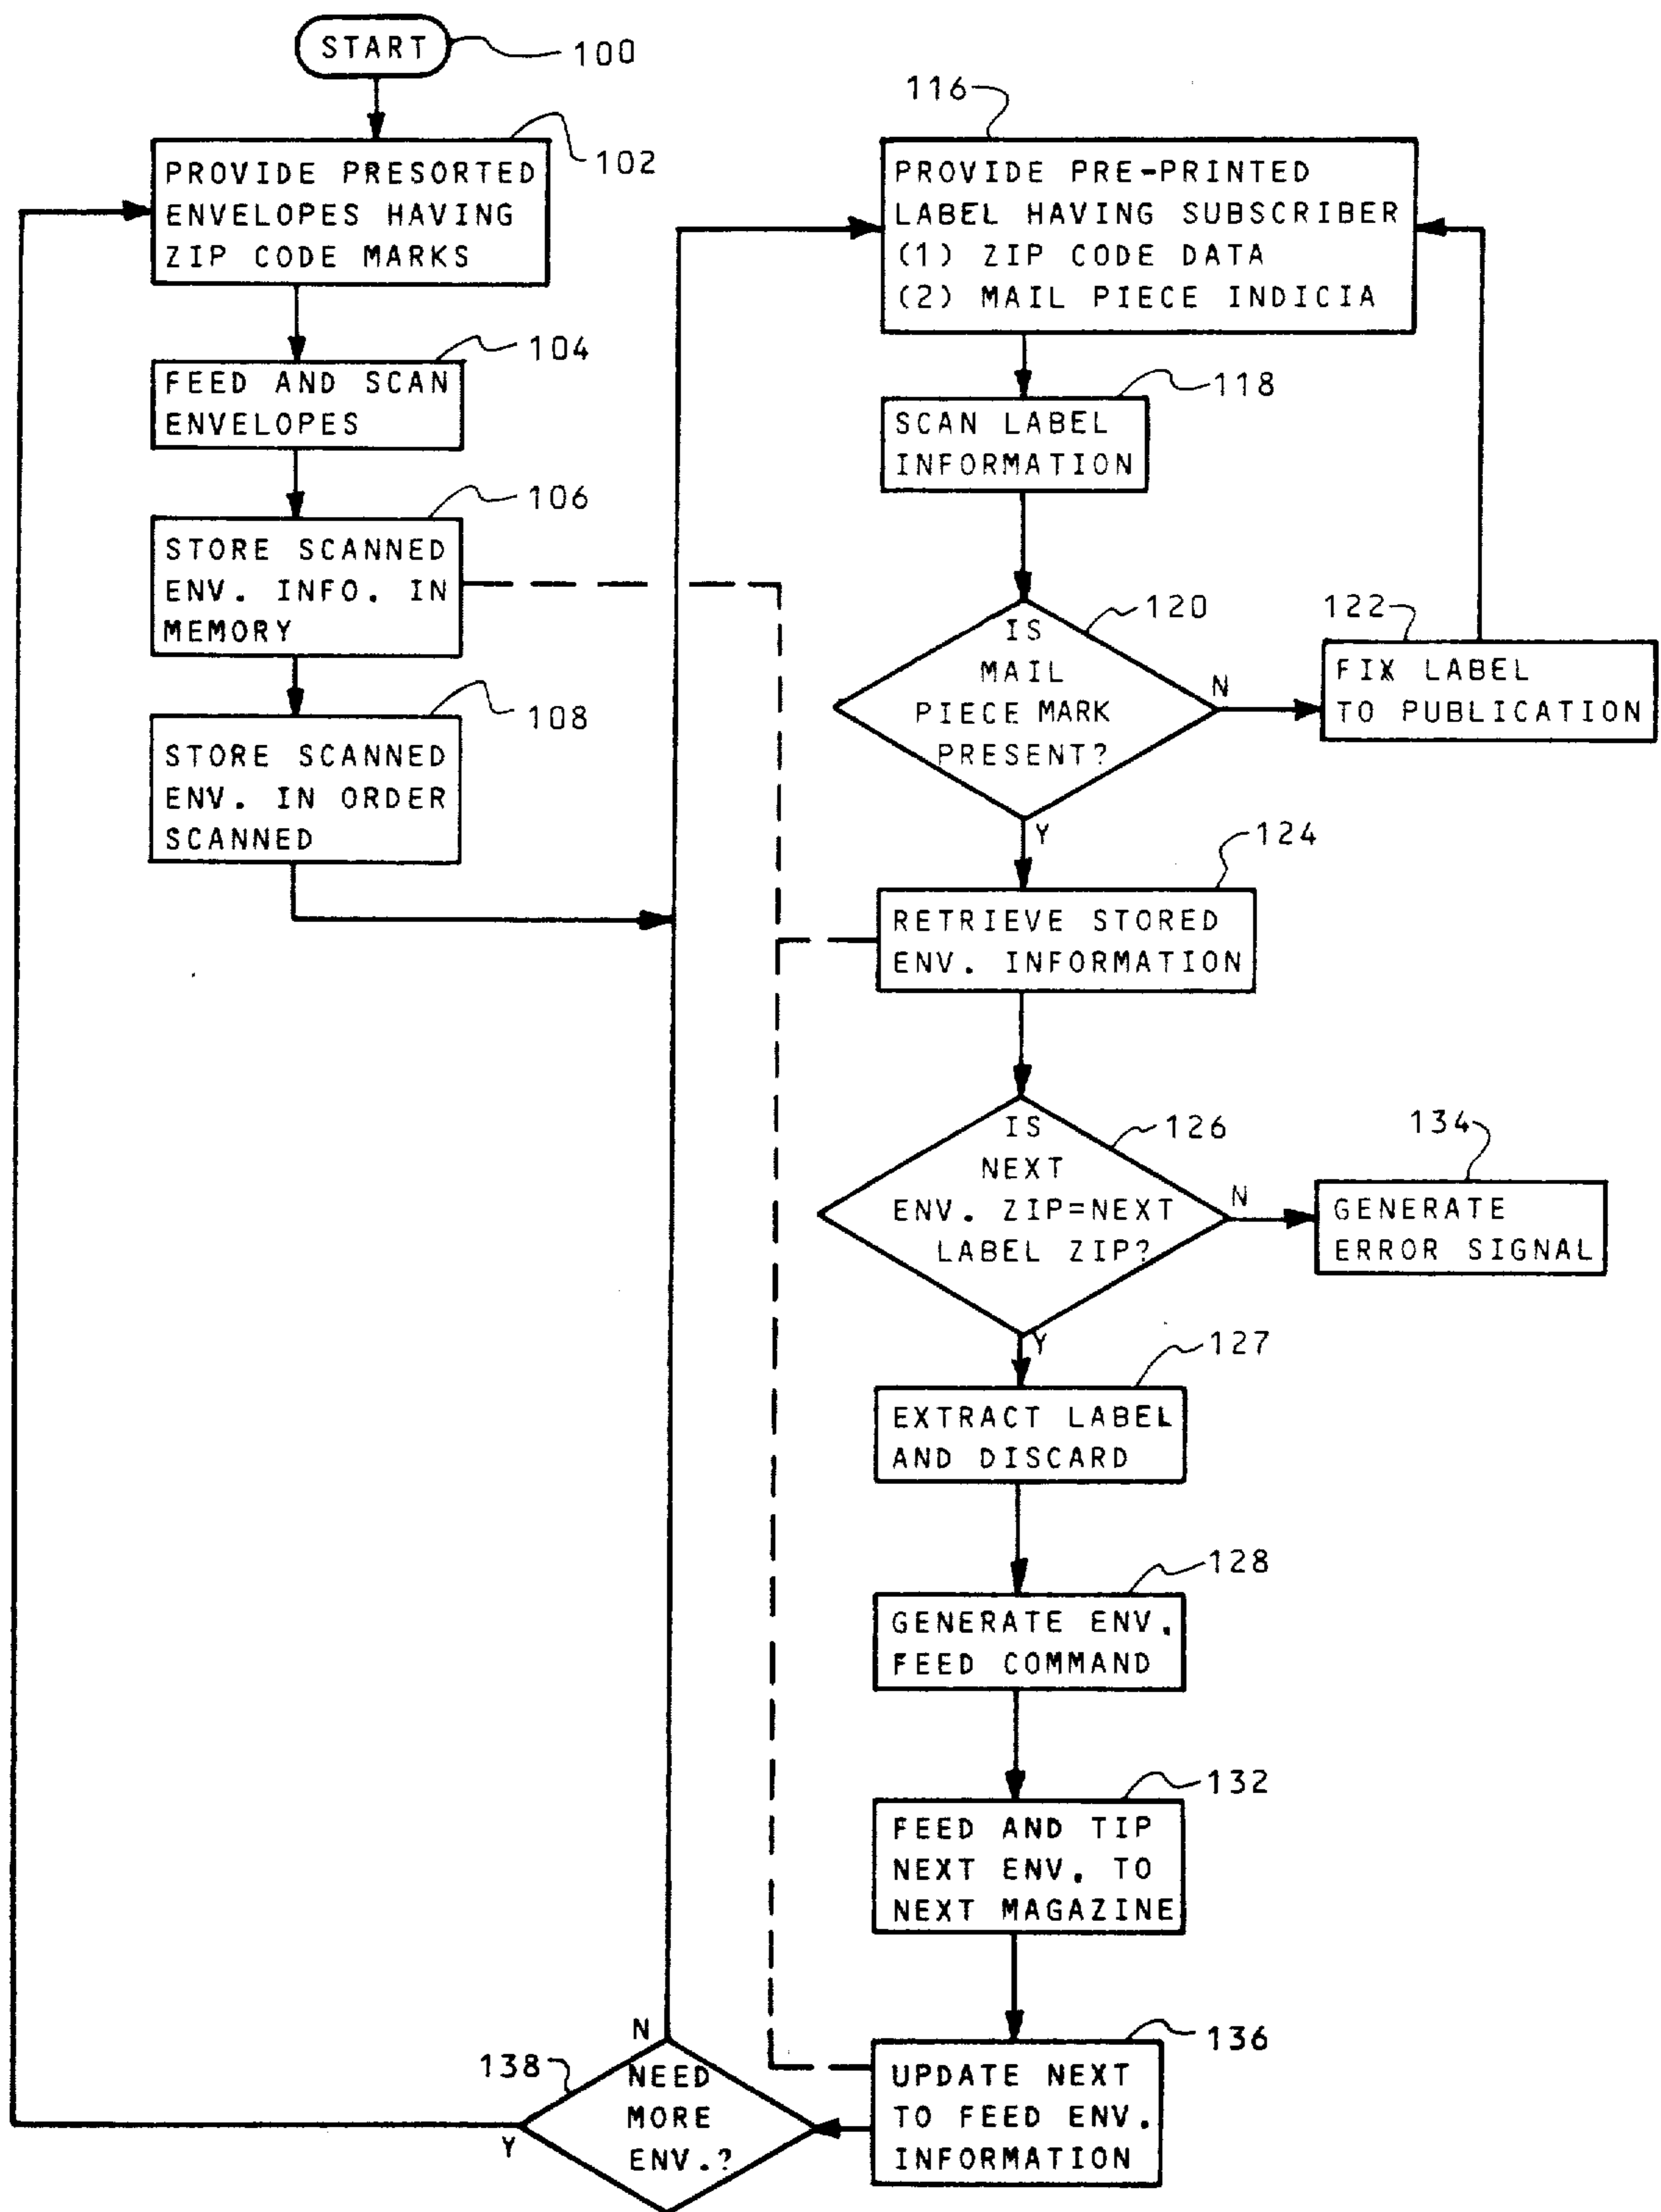 START
100
102
PROVIDE PRESORTED
ENVELOPES HAVING
ZIP CODE MARKS
104
FEED AND SCAN
ENVELOPES
106
STORE SCANNED
ENV. INFO. IN
MEMORY
108
STORE SCANNED
ENV. IN ORDER
SCANNED
116
PROVIDE PRE-PRINTED
LABEL HAVING SUBSCRIBER
(1) ZIP CODE DATA
(2) MAIL PIECE INDICIA
118
SCAN LABEL
INFORMATION
120
IS
MAIL
PIECE MARK
PRESENT?
N
122
FIX LABEL
TO PUBLICATION
Y
124
RETRIEVE STORED
ENV. INFORMATION
126
IS
NEXT
ENV. ZIP=NEXT
LABEL ZIP?
N
134
GENERATE
ERROR SIGNAL
Y
127
EXTRACT LABEL
AND DISCARD
128
GENERATE ENV.
FEED COMMAND
132
FEED AND TIP
NEXT ENV. TO
NEXT MAGAZINE
136
UPDATE NEXT
TO FEED ENV.
INFORMATION
138
N
NEED
MORE
ENV.?
Y